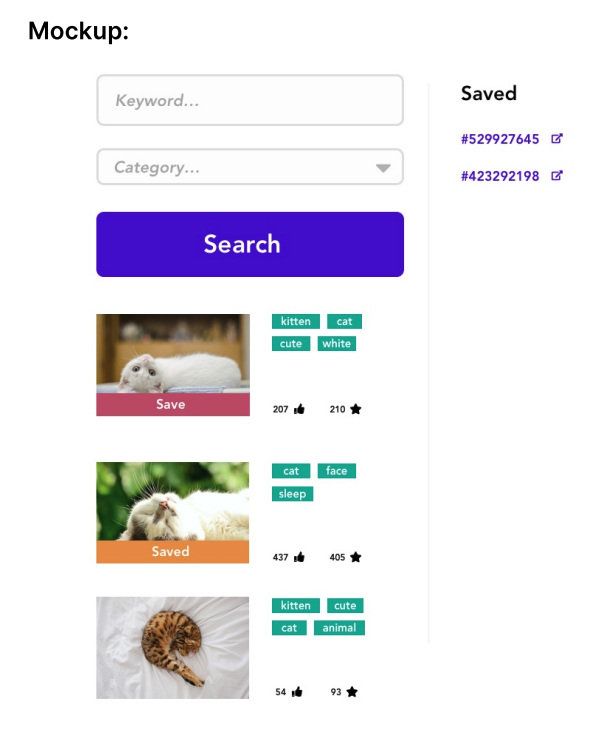 Mockup:
Keyword...
Category...
Search
kitten cat
cute white
Save
207 210
cat face
sleep
Saved
437 405
kitten cute
cat animal
54 93
Saved
#529927645
#423292198